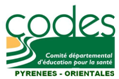 codes
Comité départemental
d'éducation pour la santé
PYRENEES - ORIENTALES